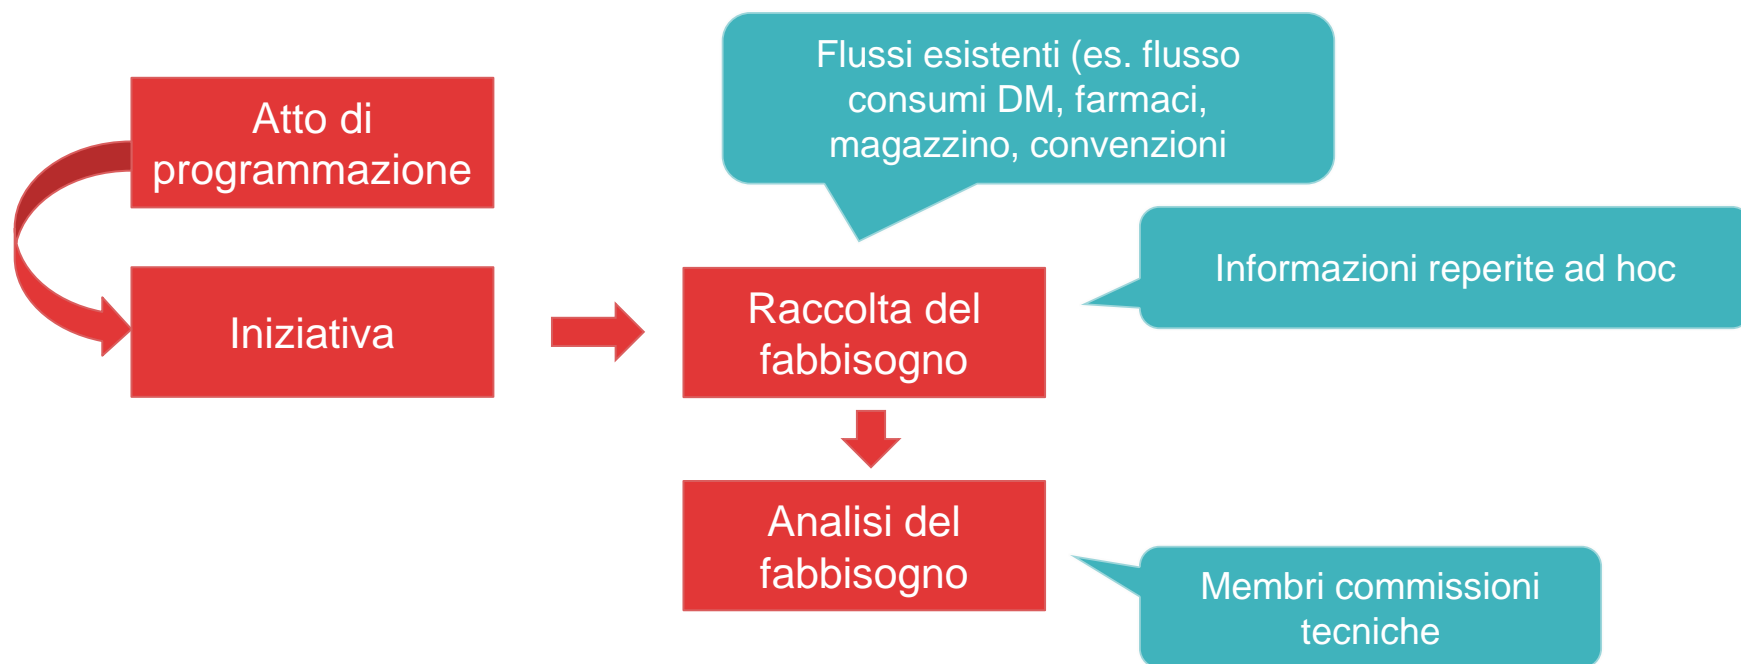 Atto di
programmazione
Flussi esistenti (es. flusso
consumi DM, farmaci,
magazzino, convenzioni
Iniziativa
Raccolta del
fabbisogno
Informazioni reperite ad hoc
Analisi del
fabbisogno
Membri commissioni
tecniche